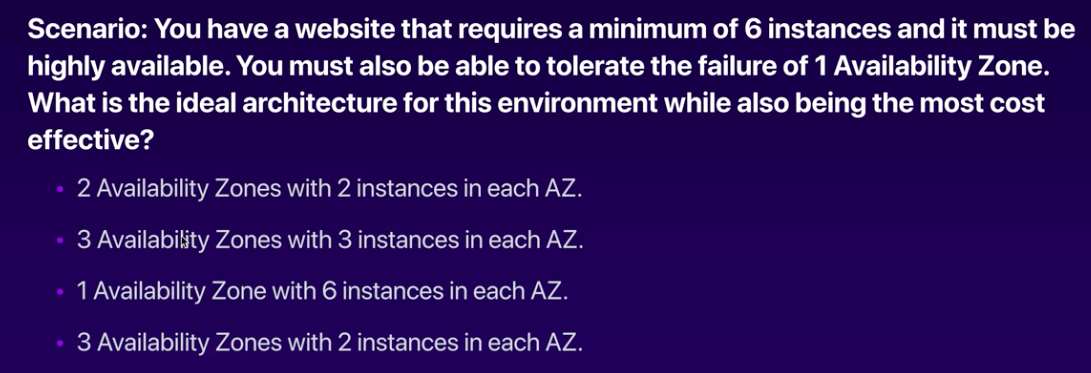 Scenario: You have a website that requires a minimum of 6 instances and it must be
highly available. You must also be able to tolerate the failure of 1 Availability Zone.
What is the ideal architecture for this environment while also being the most cost
effective?
• 2 Availability Zones with 2 instances in each AZ.
• 3 Availability Zones with 3 instances in each AZ.
• 1 Availability Zone with 6 instances in each AZ.
• 3 Availability Zones with 2 instances in each AZ.